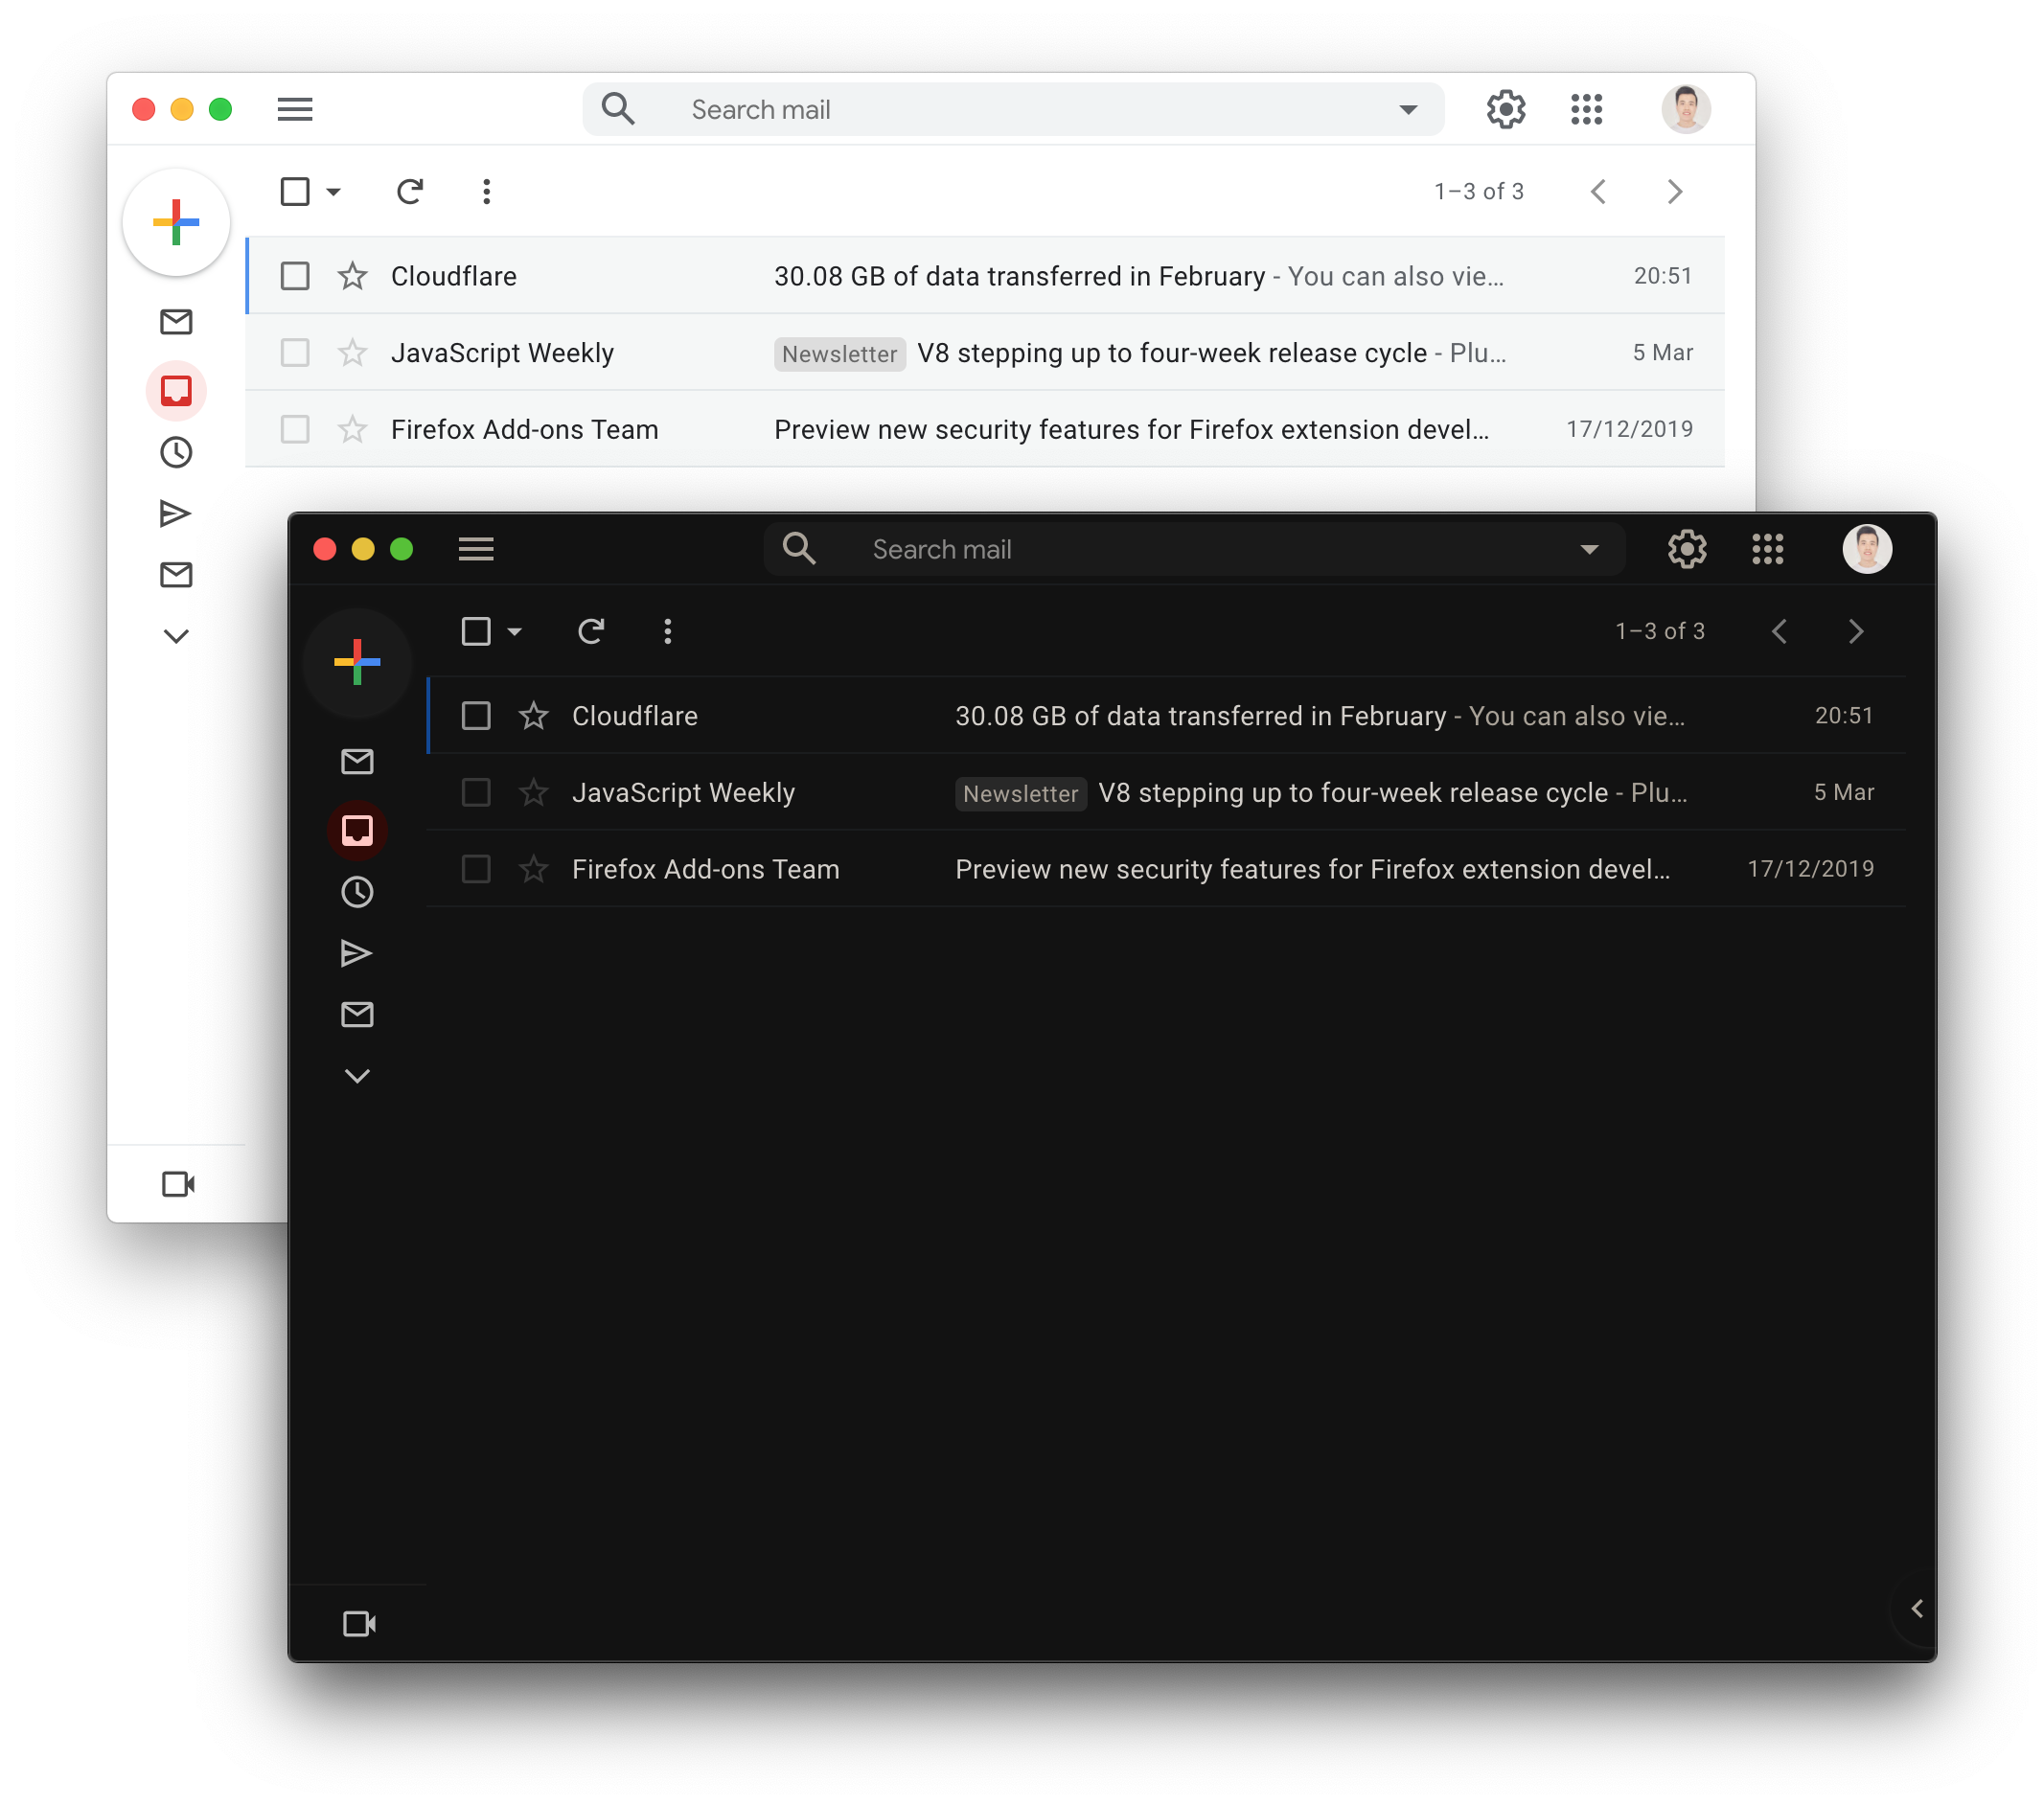 Search mail
1–3 of 3
Cloudflare 30.08 GB of data transferred in February - You can also vie... 20:51
JavaScript Weekly Newsletter V8 stepping up to four-week release cycle - Plu... 5 Mar
Firefox Add-ons Team Preview new security features for Firefox extension devel... 17/12/2019
Search mail
1–3 of 3
Cloudflare 30.08 GB of data transferred in February - You can also vie... 20:51
JavaScript Weekly Newsletter V8 stepping up to four-week release cycle - Plu... 5 Mar
Firefox Add-ons Team Preview new security features for Firefox extension devel... 17/12/2019